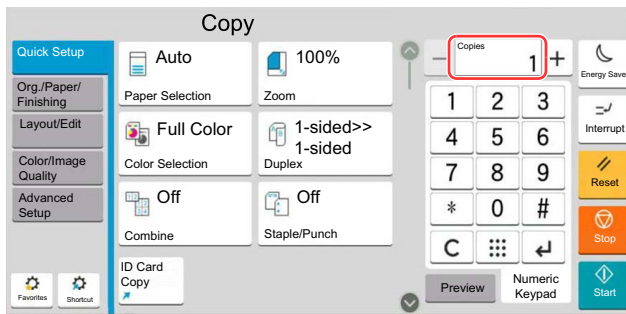 Copy
Quick Setup
Org./Paper/
Finishing
Layout/Edit
Color/Image
Quality
Advanced
Setup
Favorites
Shortcut
Auto
Paper Selection
100%
Zoom
Full Color
Color Selection
1-sided>>
1-sided
Duplex
Off
Combine
Off
Staple/Punch
ID Card
Copy
Copies
− 1 +
1 2 3
4 5 6
7 8 9
* 0 #
C
Preview
Numeric
Keypad
Energy Save
Interrupt
Reset
Stop
Start